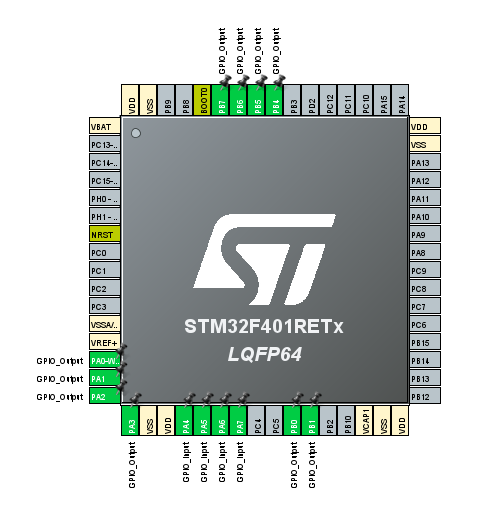 GPIO_Output GPIO_Output GPIO_Output GPIO_Output
VDD VSS PB9 PB8 BOOT0 PB7 PB6 PB5 PB4 PB3 PD2 PC12 PC11 PC10 PA15 PA14
VBAT VDD
PC13-.. VSS
PC14-.. PA13
PC15-.. PA12
PH0 -.. PA11
PH1 -.. PA10
NRST PA9
PC0 PA8
PC1 PC9
PC2 PC8
PC3 PC7
VSSA/.. PC6
VREF+ PB15
GPIO_Output PA0-W.. PB14
GPIO_Output PA1 PB13
GPIO_Output PA2 PB12
STM32F401RETx
LQFP64
PA3 VSS VDD PA4 PA5 PA6 PA7 PC4 PC5 PB0 PB1 PB2 PB10 VCAP1 VSS VDD
GPIO_Output GPIO_Input GPIO_Input GPIO_Input GPIO_Input GPIO_Output GPIO_Output